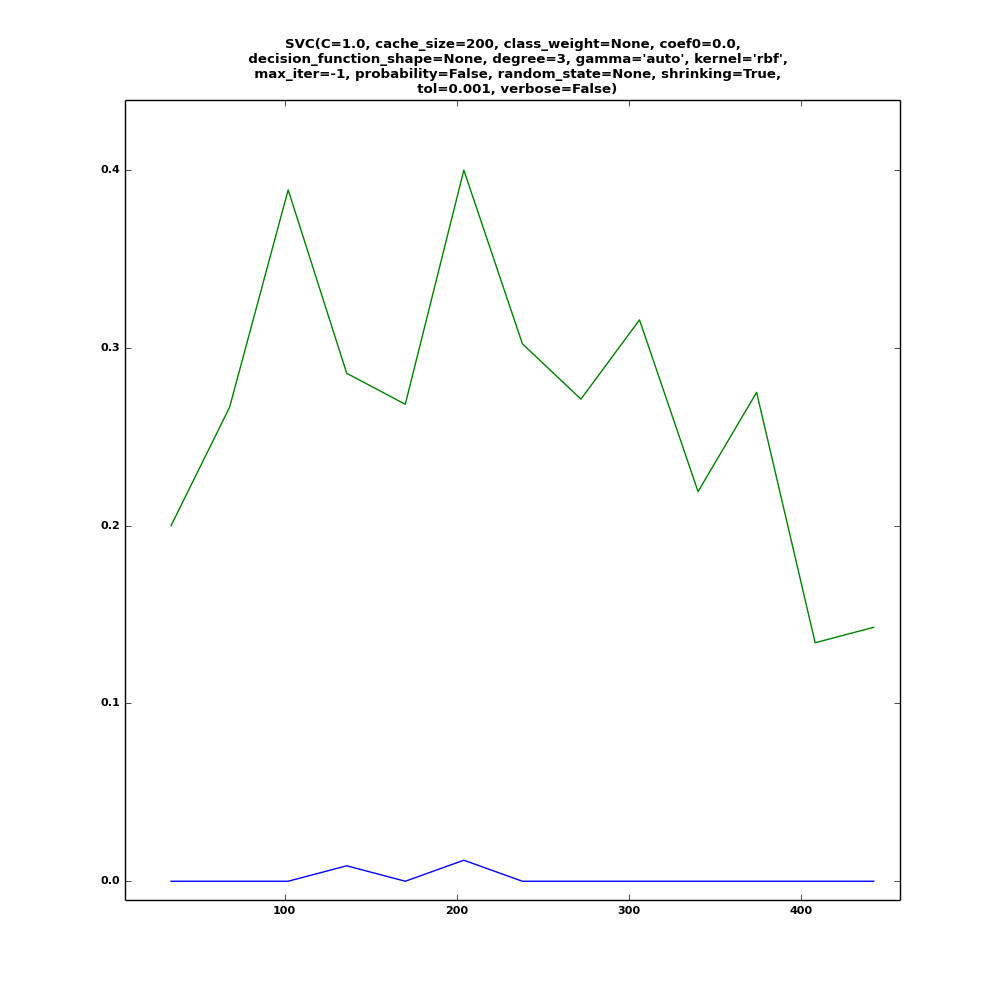 SVC(C=1.0, cache_size=200, class_weight=None, coef0=0.0,
decision_function_shape=None, degree=3, gamma='auto', kernel='rbf',
max_iter=-1, probability=False, random_state=None, shrinking=True,
tol=0.001, verbose=False)
0.4
0.3
0.2
0.1
0.0
100 200 300 400